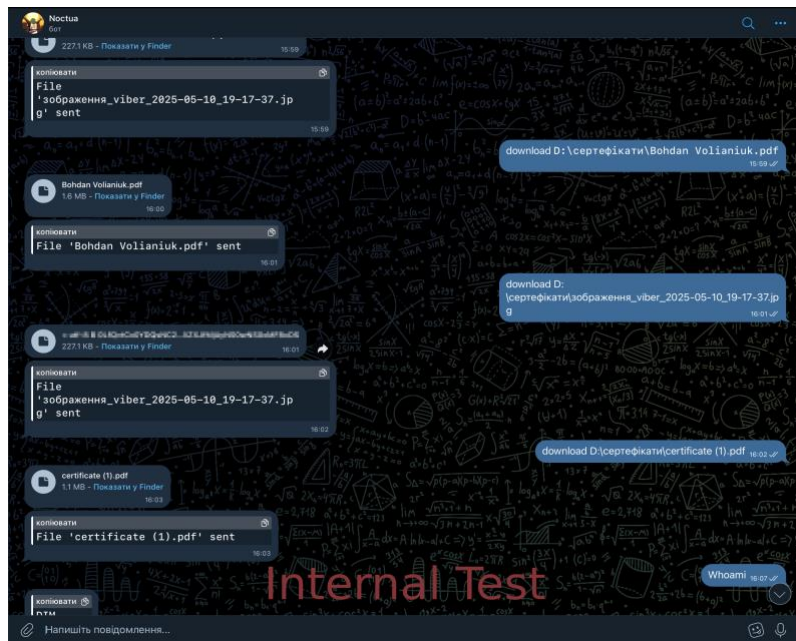 Noctua
бот
227.1 KB - Показати у Finder
15:59
копіювати
File
'зображення_viber_2025-05-10_19-17-37.jp
g' sent
15:59
download D:\сертефікати\Bohdan Volianiuk.pdf
15:59
Bohdan Volianiuk.pdf
1.6 MB - Показати у Finder
16:00
копіювати
File 'Bohdan Volianiuk.pdf' sent
16:01
download D:
\сертефікати\зображення_viber_2025-05-10_19-17-37.jp
g
16:01
227.1 KB - Показати у Finder
16:01
копіювати
File
'зображення_viber_2025-05-10_19-17-37.jp
g' sent
16:02
download D:\сертефікати\certificate (1).pdf 16:02
certificate (1).pdf
1.1 MB - Показати у Finder
16:03
копіювати
File 'certificate (1).pdf' sent
16:03
Internal Test
Whoami 16:07
копіювати
Напишіть повідомлення...